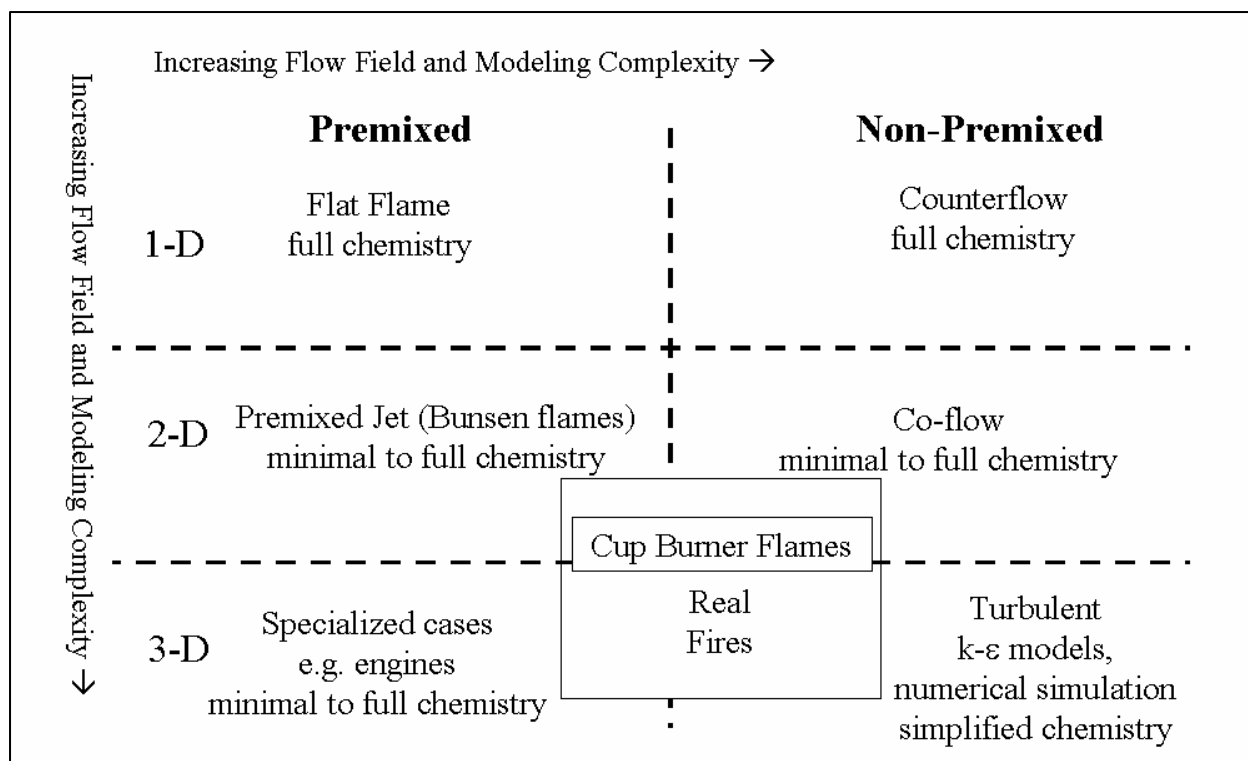 Increasing Flow Field and Modeling Complexity →
Increasing Flow Field and Modeling Complexity →
Premixed
Non-Premixed
1-D
Flat Flame
full chemistry
Counterflow
full chemistry
2-D
Premixed Jet (Bunsen flames)
minimal to full chemistry
Co-flow
minimal to full chemistry
Cup Burner Flames
Real
Fires
3-D
Specialized cases
e.g. engines
minimal to full chemistry
Turbulent
k-ε models,
numerical simulation
simplified chemistry